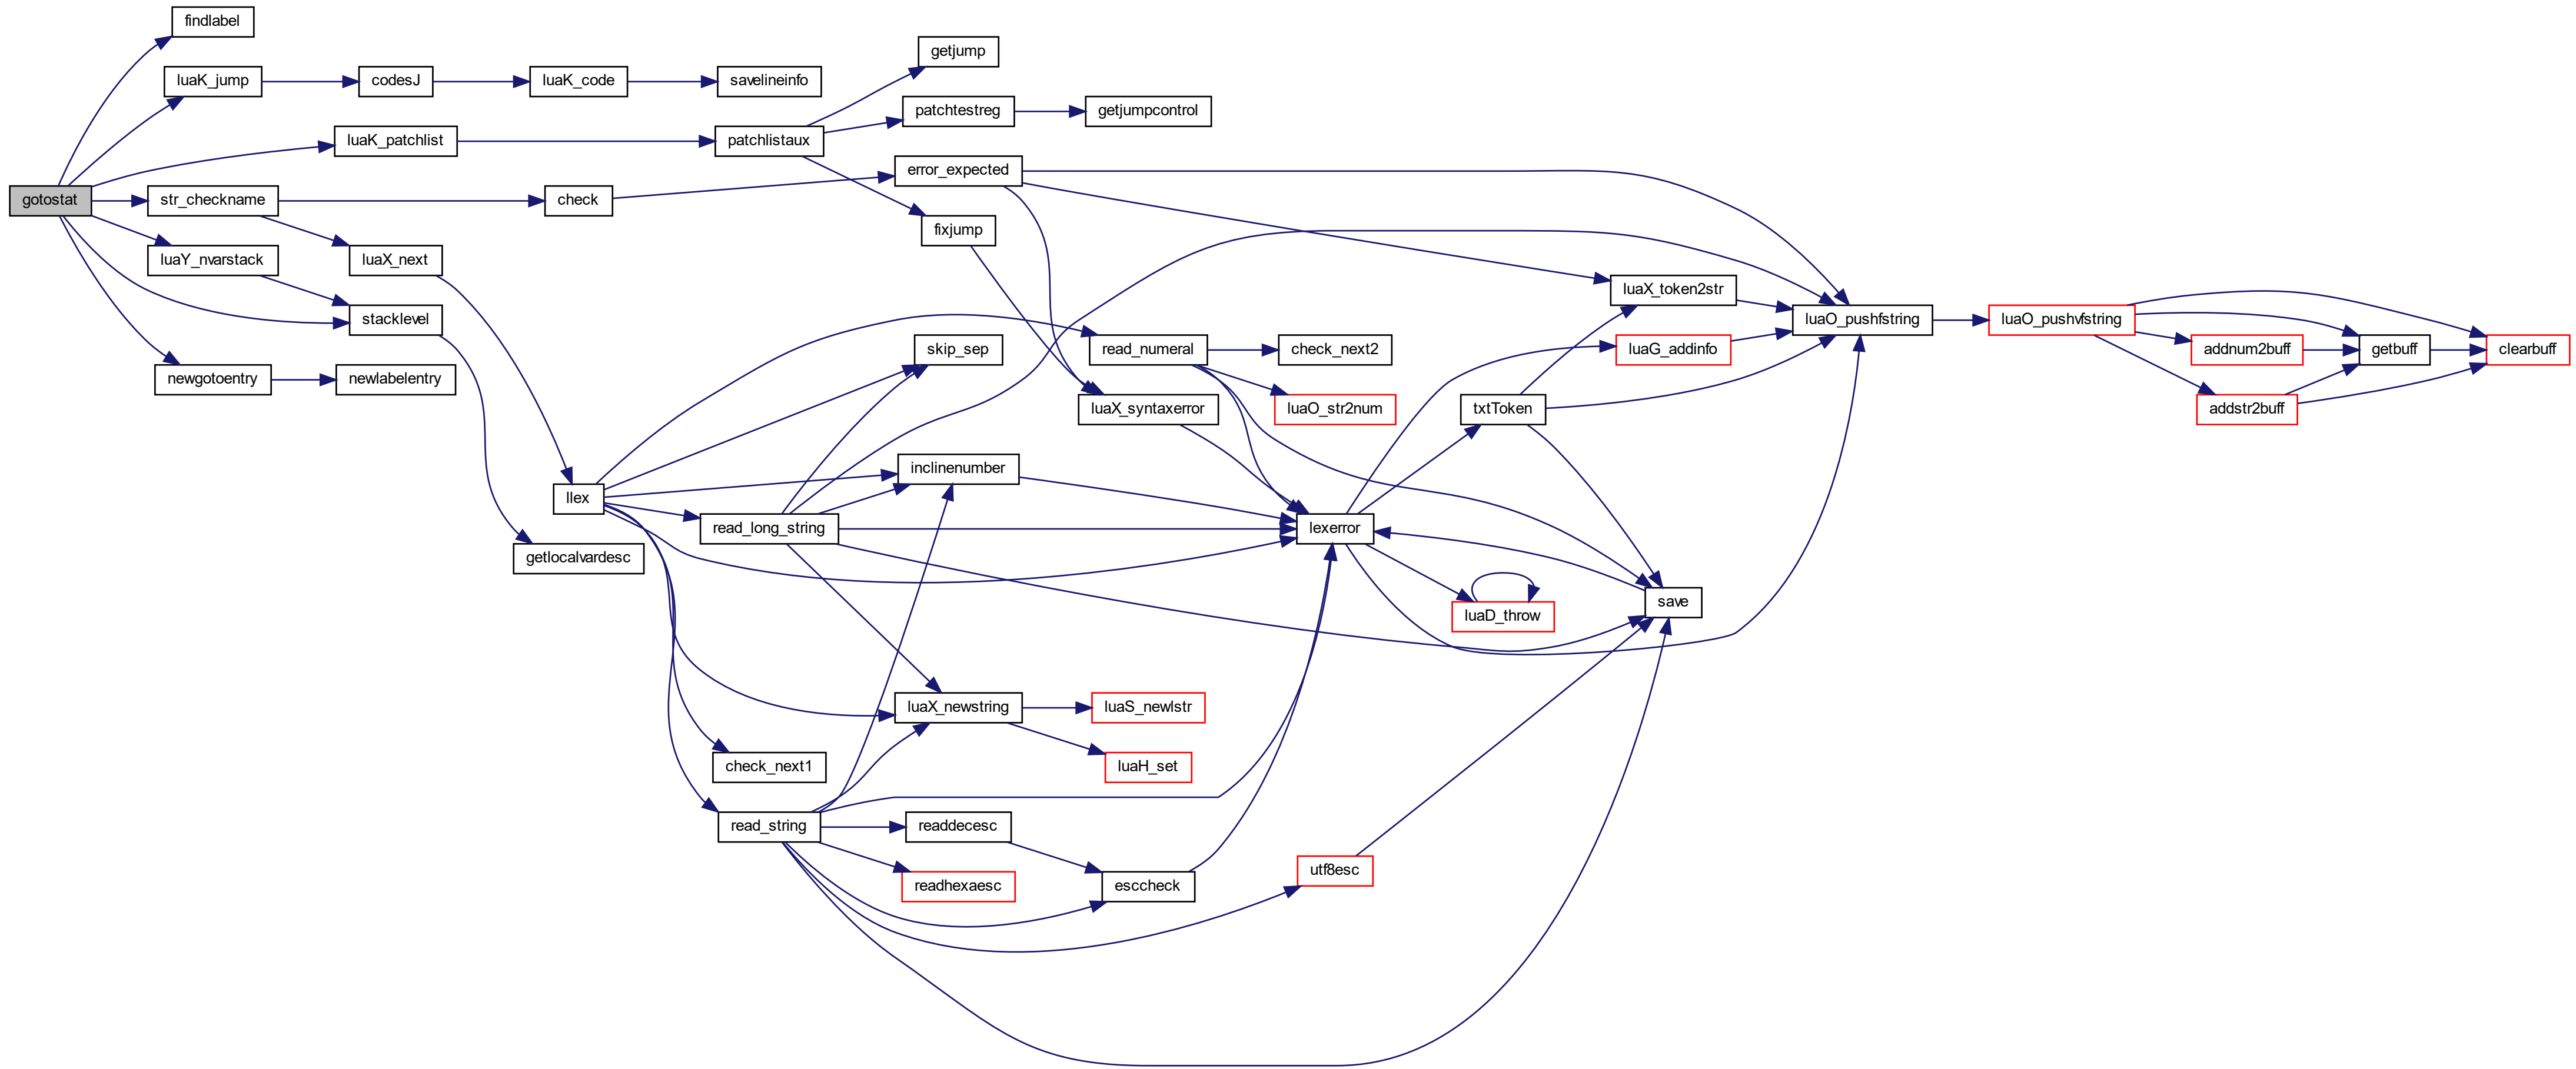 findlabel
getjump
luaK_jump
codesJ
luaK_code
savelineinfo
patchtestreg
getjumpcontrol
luaK_patchlist
patchlistaux
error_expected
gotostat
str_checkname
check
fixjump
luaY_nvarstack
luaX_next
luaX_token2str
stacklevel
luaO_pushfstring
luaO_pushvfstring
skip_sep
read_numeral
check_next2
luaG_addinfo
addnum2buff
getbuff
clearbuff
newgotoentry
newlabelentry
luaX_syntaxerror
luaO_str2num
txtToken
addstr2buff
inclinenumber
llex
read_long_string
lexerror
getlocalvardesc
save
luaD_throw
luaX_newstring
luaS_newlstr
check_next1
luaH_set
read_string
readdecesc
utf8esc
readhexaesc
esccheck